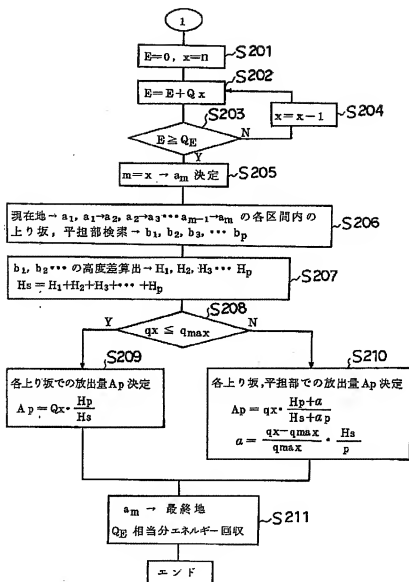 1
E=0, x=n
S201
S202
E=E+Qx
S203
S204
x=x-1
E≧QE
N
Y
m=x→am 決定
S205
現在地→a1, a1→a2, a2→a3…am-1→amの各区間内の
上り坂, 平担部検索→b1, b2, b3, … bp
S206
b1, b2…の高度差算出→H1, H2, H3… Hp
Hs=H1+H2+H3+…+Hp
S207
S208
Y
qx≦qmax
N
S209
S210
各上り坂での放出量Ap決定
Ap=Qx・Hp/Hs
各上り坂,平担部での放出量Ap決定
Ap=qx・Hp+a/Hs+ap
a=qx-qmax/qmax・Hs/p
am → 最終地
QE 相当分エネルギー回収
S211
エンド